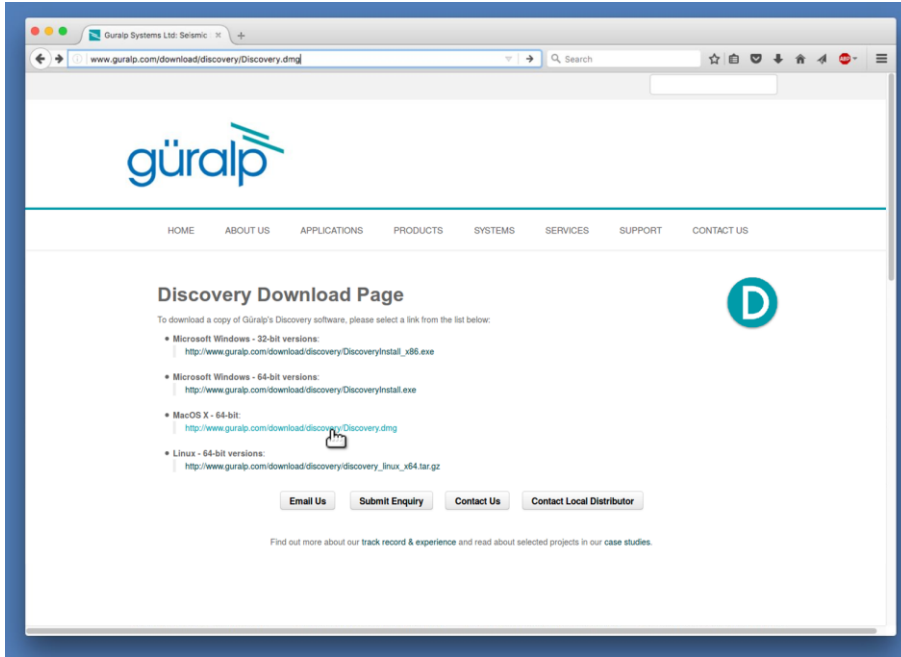 Guralp Systems Ltd: Seismic
www.guralp.com/download/discovery/Discovery.dmg
Search
ABP
güralp
HOME ABOUT US APPLICATIONS PRODUCTS SYSTEMS SERVICES SUPPORT CONTACT US
Discovery Download Page
D
To download a copy of Güralp's Discovery software, please select a link from the list below:
Microsoft Windows - 32-bit versions:
http://www.guralp.com/download/discovery/DiscoveryInstall_x86.exe
Microsoft Windows - 64-bit versions:
http://www.guralp.com/download/discovery/DiscoveryInstall.exe
MacOS X - 64-bit:
http://www.guralp.com/download/discovery/Discovery.dmg
Linux - 64-bit versions:
http://www.guralp.com/download/discovery/discovery_linux_x64.tar.gz
Email Us Submit Enquiry Contact Us Contact Local Distributor
Find out more about our track record & experience and read about selected projects in our case studies.